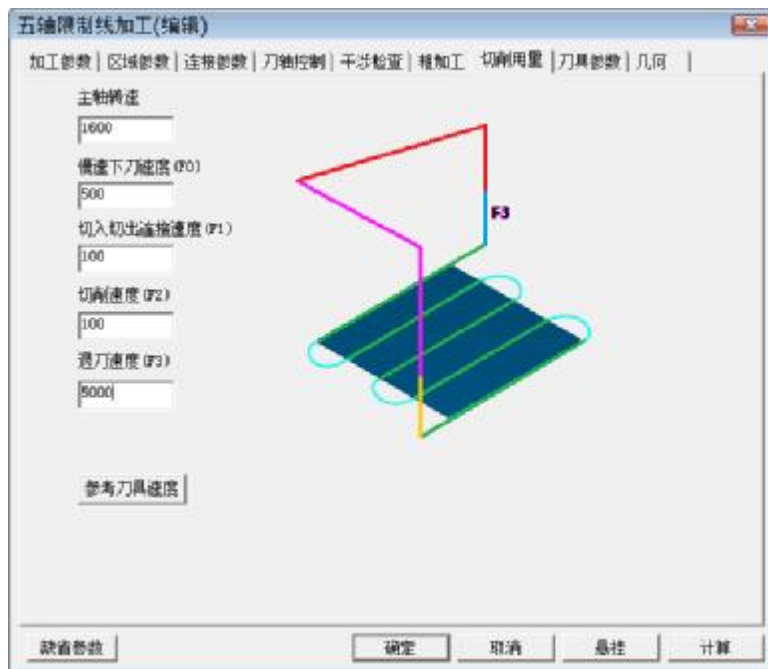 五轴限制线加工(编辑)
加工参数 区域参数 连接参数 刀轴控制 干涉检查 粗加工 切削用量 刀具参数 几何
主轴转速
1600
慢速下刀速度(F0)
500
切入切出连接速度(F1)
100
切削速度(F2)
100
退刀速度(F3)
5000
F3
参考刀具速度
缺省参数 确定 取消 悬挂 计算